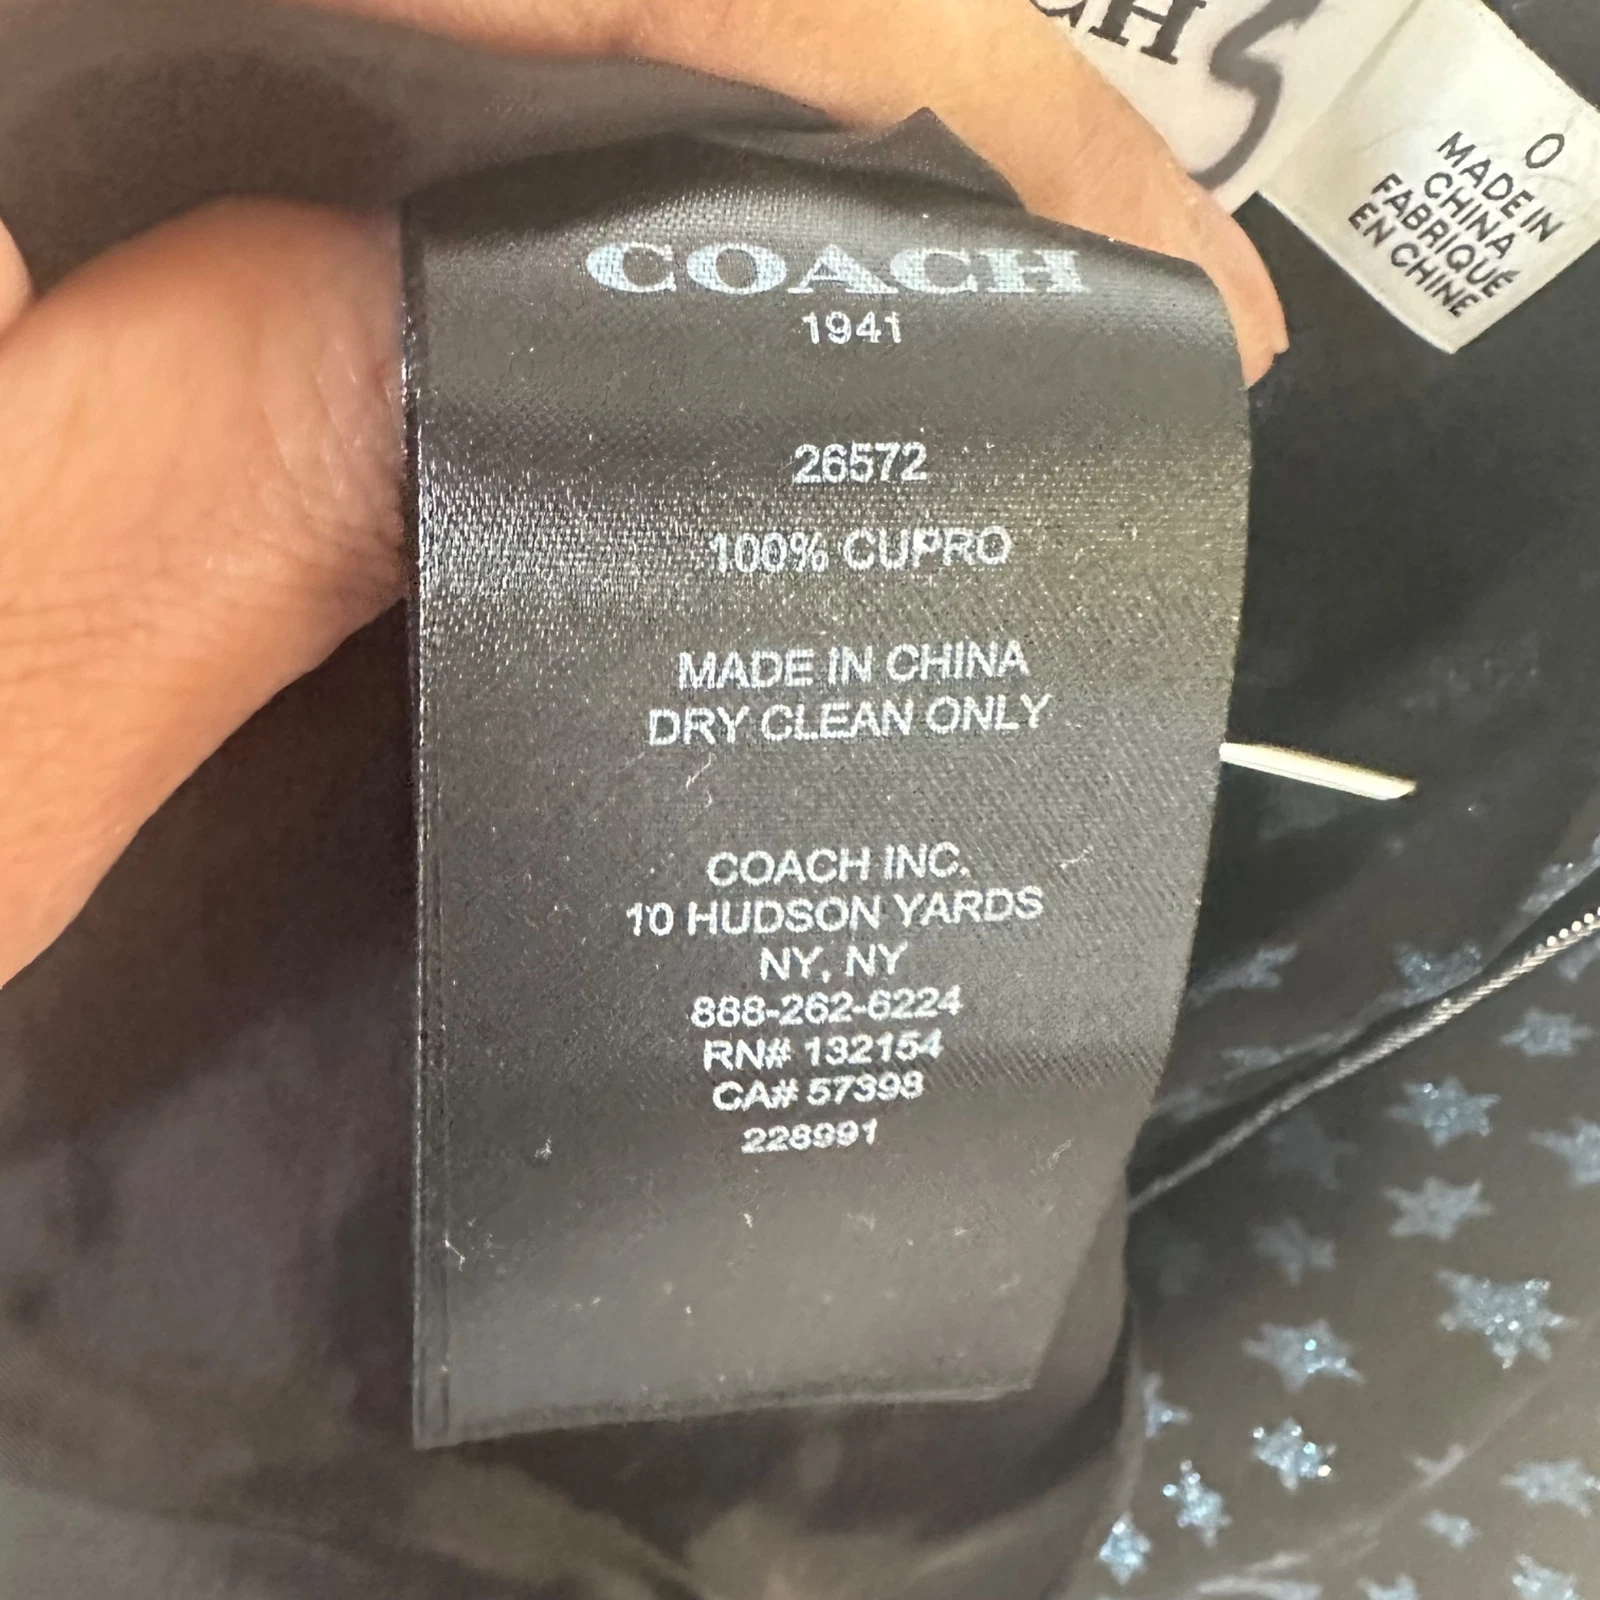 COACH
1941
26572
100% CUPRO
MADE IN CHINA
DRY CLEAN ONLY
COACH INC.
10 HUDSON YARDS
NY, NY
888-262-6224
RN# 132154
CA# 57398
228991
0
MADE IN
CHINA
FABRIQUÉ
EN CHINE